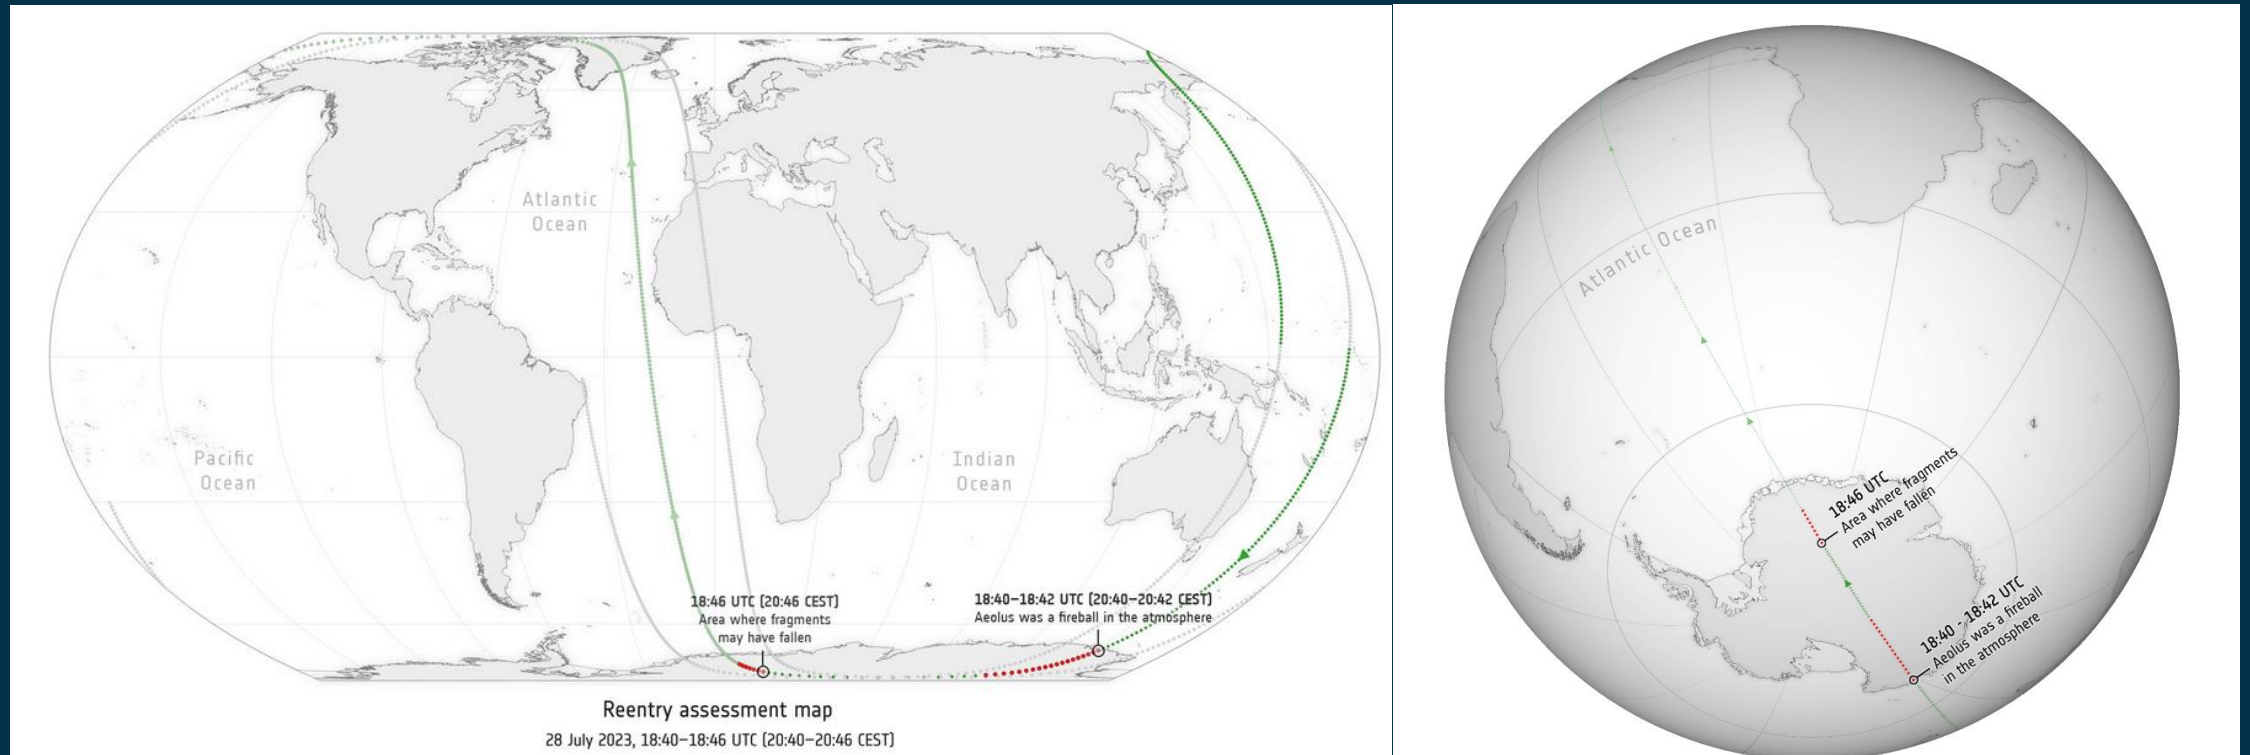 Atlantic
Ocean
Pacific
Ocean
Indian
Ocean
18:46 UTC (20:46 CEST)
Area where fragments
may have fallen
18:40–18:42 UTC (20:40–20:42 CEST)
Aeolus was a fireball in the atmosphere
Reentry assessment map
28 July 2023, 18:40–18:46 UTC (20:40–20:46 CEST)
Atlantic Ocean
18:46 UTC
Area where fragments
may have fallen
18:40 - 18:42 UTC
Aeolus was a fireball
in the atmosphere